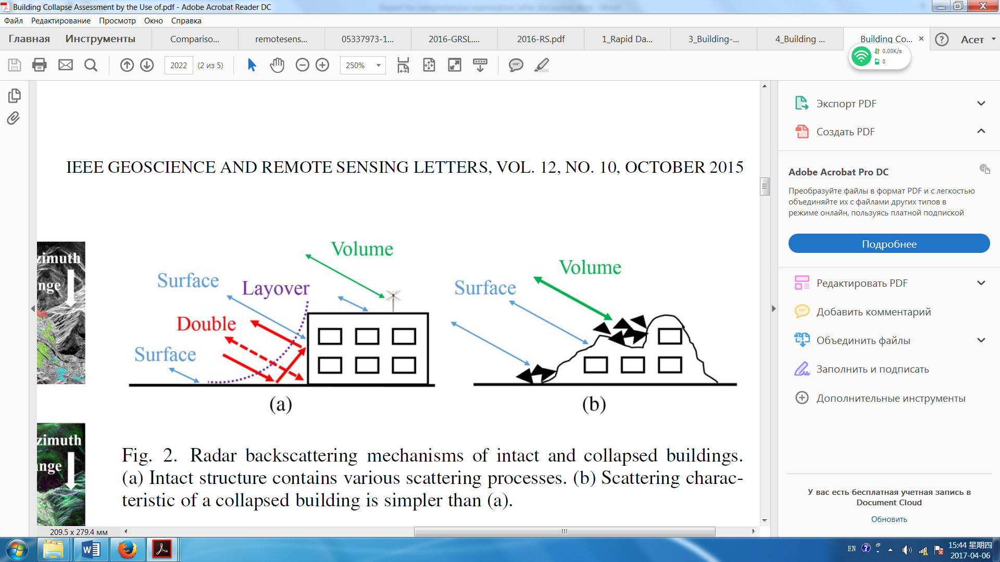 Building Collapse Assessment by the Use of.pdf - Adobe Acrobat Reader DC
Файл Редактирование Просмотр Окно Справка
Главная Инструменты Compariso... remotesens... 05337973-1... 2016-GRSL.... 2016-RS.pdf 1_Rapid Da... 3_Building-... 4_Building ... Building Co... Асет
0.00K/s
0
2022 (2 из 5) 250%
IEEE GEOSCIENCE AND REMOTE SENSING LETTERS, VOL. 12, NO. 10, OCTOBER 2015
zimuth
nge
Volume
Surface
Layover
Double
Surface
(a)
Volume
Surface
(b)
zimuth
nge
Fig. 2. Radar backscattering mechanisms of intact and collapsed buildings.
(a) Intact structure contains various scattering processes. (b) Scattering charac-
teristic of a collapsed building is simpler than (a).
209.5 x 279.4 мм
Экспорт PDF
Создать PDF
Adobe Acrobat Pro DC
Преобразуйте файлы в формат PDF и с легкостью
объединяйте их с файлами других типов в
режиме онлайн, пользуясь платной подпиской
Подробнее
Редактировать PDF
Добавить комментарий
Объединить файлы
Заполнить и подписать
Дополнительные инструменты
У вас есть бесплатная учетная запись в
Document Cloud
Обновить
EN
15:44 星期四
2017-04-06